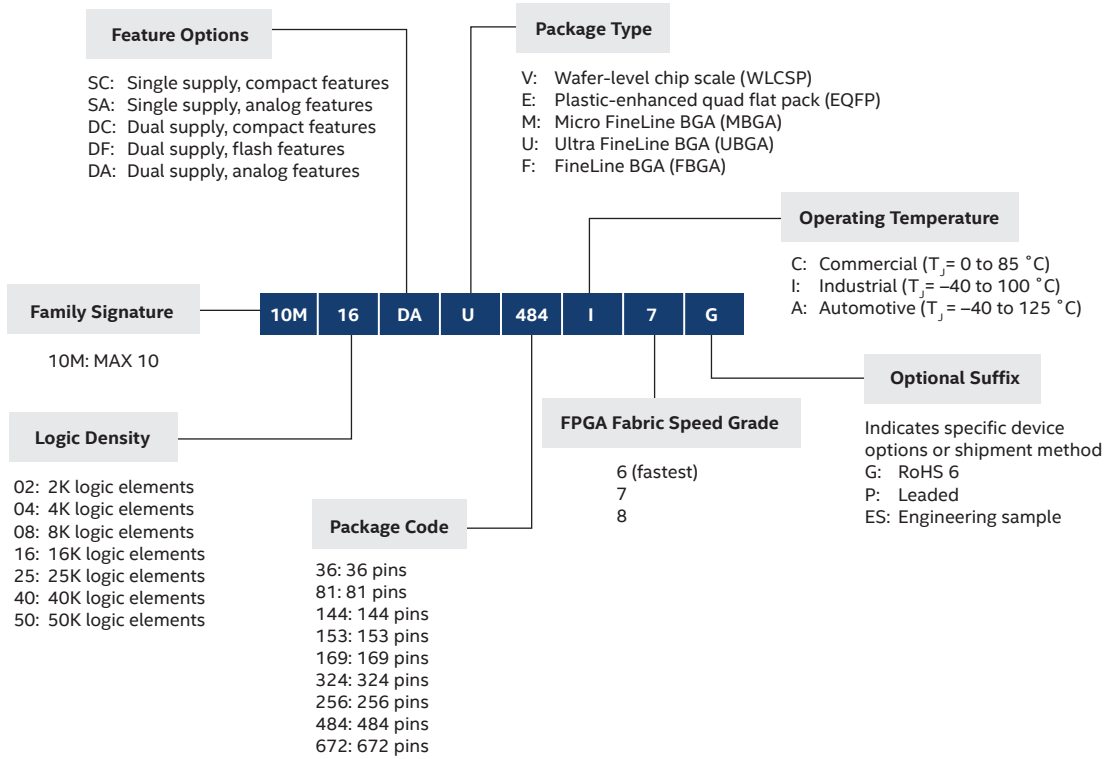 Feature Options
SC: Single supply, compact features
SA: Single supply, analog features
DC: Dual supply, compact features
DF: Dual supply, flash features
DA: Dual supply, analog features
Package Type
V: Wafer-level chip scale (WLCSP)
E: Plastic-enhanced quad flat pack (EQFP)
M: Micro FineLine BGA (MBGA)
U: Ultra FineLine BGA (UBGA)
F: FineLine BGA (FBGA)
Operating Temperature
C: Commercial (TJ= 0 to 85 ˚C)
I: Industrial (TJ= –40 to 100 ˚C)
A: Automotive (TJ= –40 to 125 ˚C)
Family Signature
10M: MAX 10
10M 16 DA U 484 I 7 G
Logic Density
02: 2K logic elements
04: 4K logic elements
08: 8K logic elements
16: 16K logic elements
25: 25K logic elements
40: 40K logic elements
50: 50K logic elements
Package Code
36: 36 pins
81: 81 pins
144: 144 pins
153: 153 pins
169: 169 pins
324: 324 pins
256: 256 pins
484: 484 pins
672: 672 pins
FPGA Fabric Speed Grade
6 (fastest)
7
8
Optional Suffix
Indicates specific device
options or shipment method
G: RoHS 6
P: Leaded
ES: Engineering sample